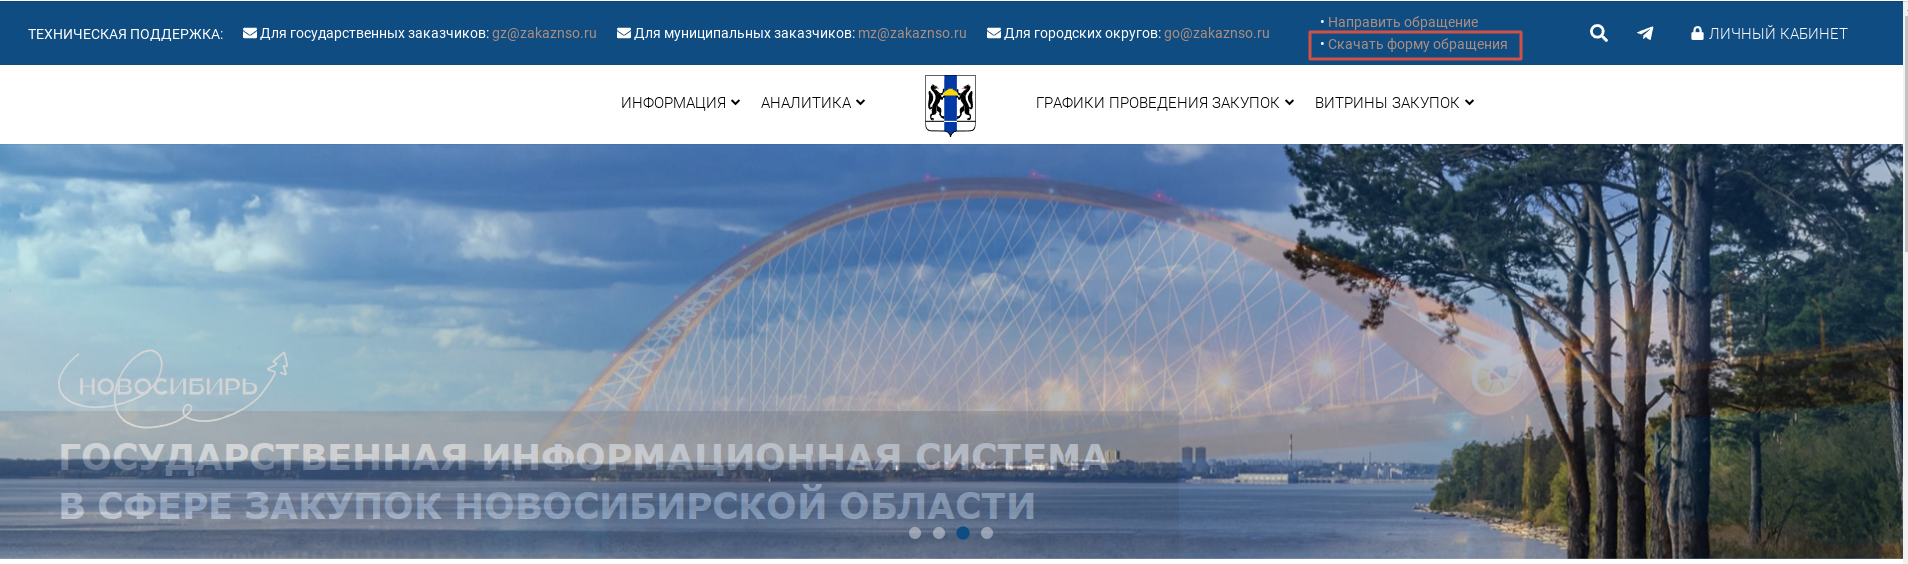 ТЕХНИЧЕСКАЯ ПОДДЕРЖКА: Для государственных заказчиков: gz@zakaznso.ru Для муниципальных заказчиков: mz@zakaznso.ru Для городских округов: go@zakaznso.ru
• Направить обращение
• Скачать форму обращения
ЛИЧНЫЙ КАБИНЕТ
ИНФОРМАЦИЯ АНАЛИТИКА ГРАФИКИ ПРОВЕДЕНИЯ ЗАКУПОК ВИТРИНЫ ЗАКУПОК
НОВОСИБИРЬ
ГОСУДАРСТВЕННАЯ ИНФОРМАЦИОННАЯ СИСТЕМА
В СФЕРЕ ЗАКУПОК НОВОСИБИРСКОЙ ОБЛАСТИ